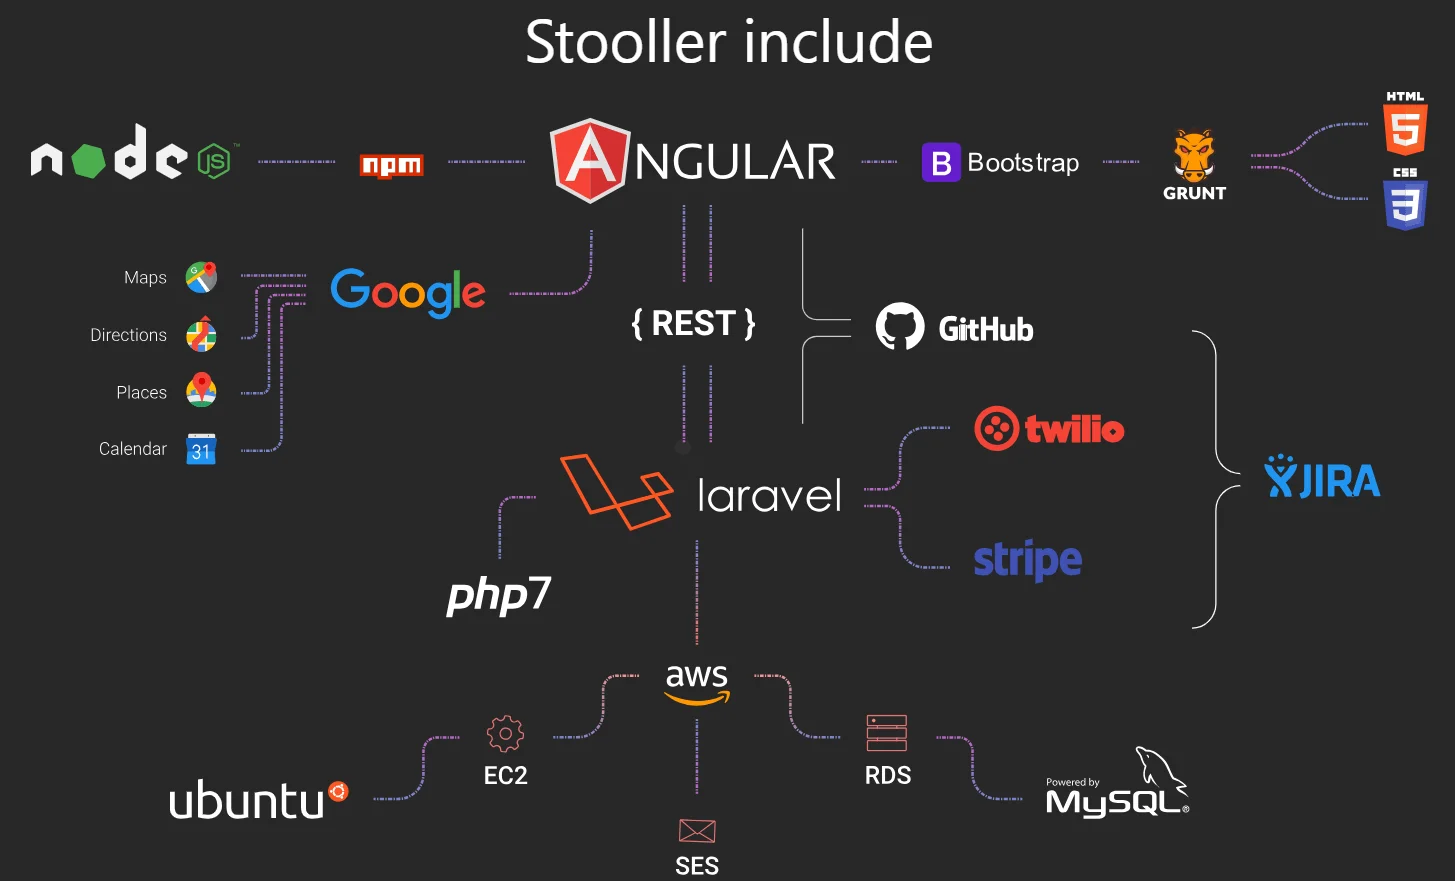 Stooller include
node JS ™
npm
ANGULAR
B Bootstrap
GRUNT
HTML
5
CSS
3
Maps
G
Google
Directions
Places
Calendar
31
{ REST }
GitHub
twilio
laravel
JIRA
stripe
php7
aws
EC2
RDS
ubuntu
Powered by
MySQL®
SES